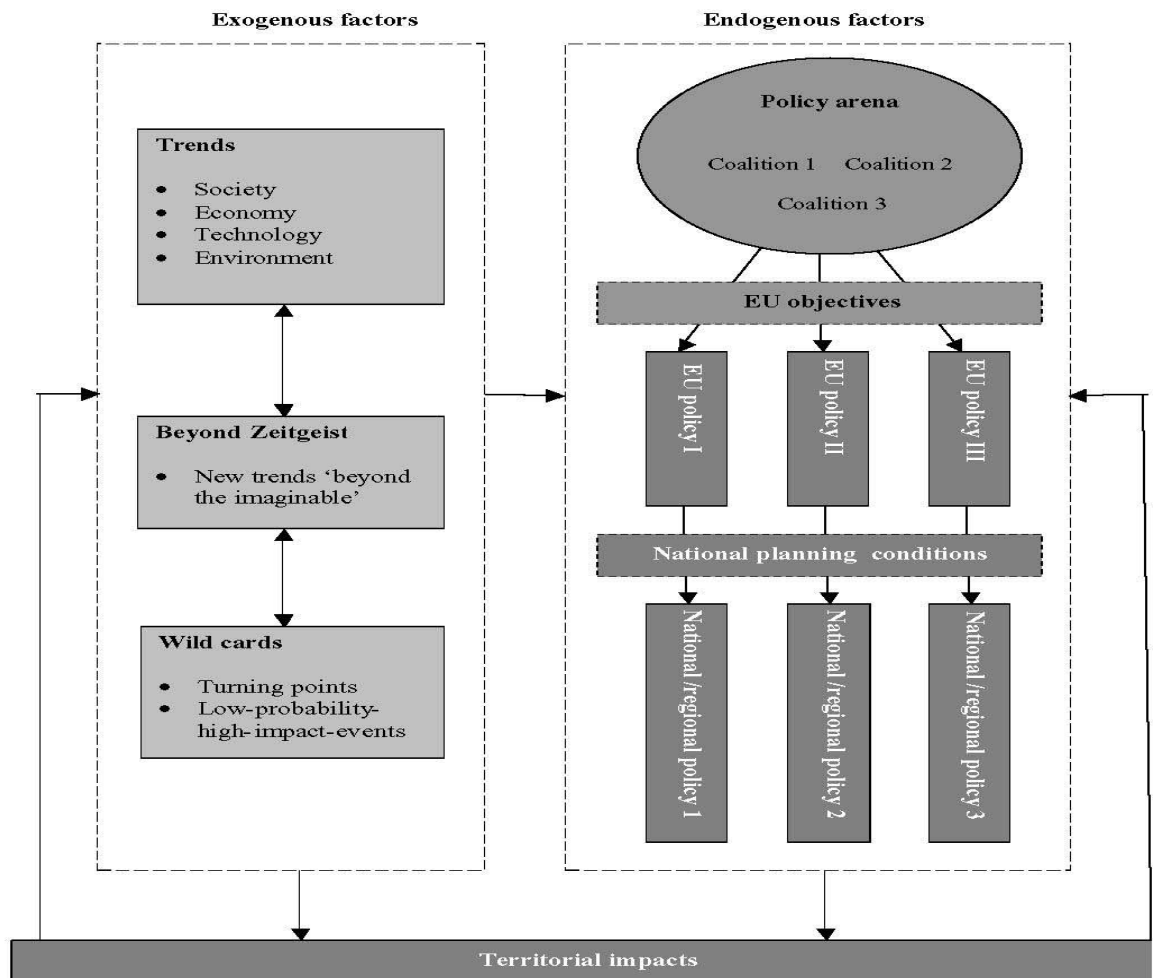 Exogenous factors
Endogenous factors
Trends
• Society
• Economy
• Technology
• Environment
Beyond Zeitgeist
• New trends ‘beyond
the imaginable’
Wild cards
• Turning points
• Low-probability-
high-impact-events
Policy arena
Coalition 1 Coalition 2
Coalition 3
EU objectives
EU policy I
EU policy II
EU policy III
National planning conditions
National /regional policy 1
National /regional policy 2
National /regional policy 3
Territorial impacts